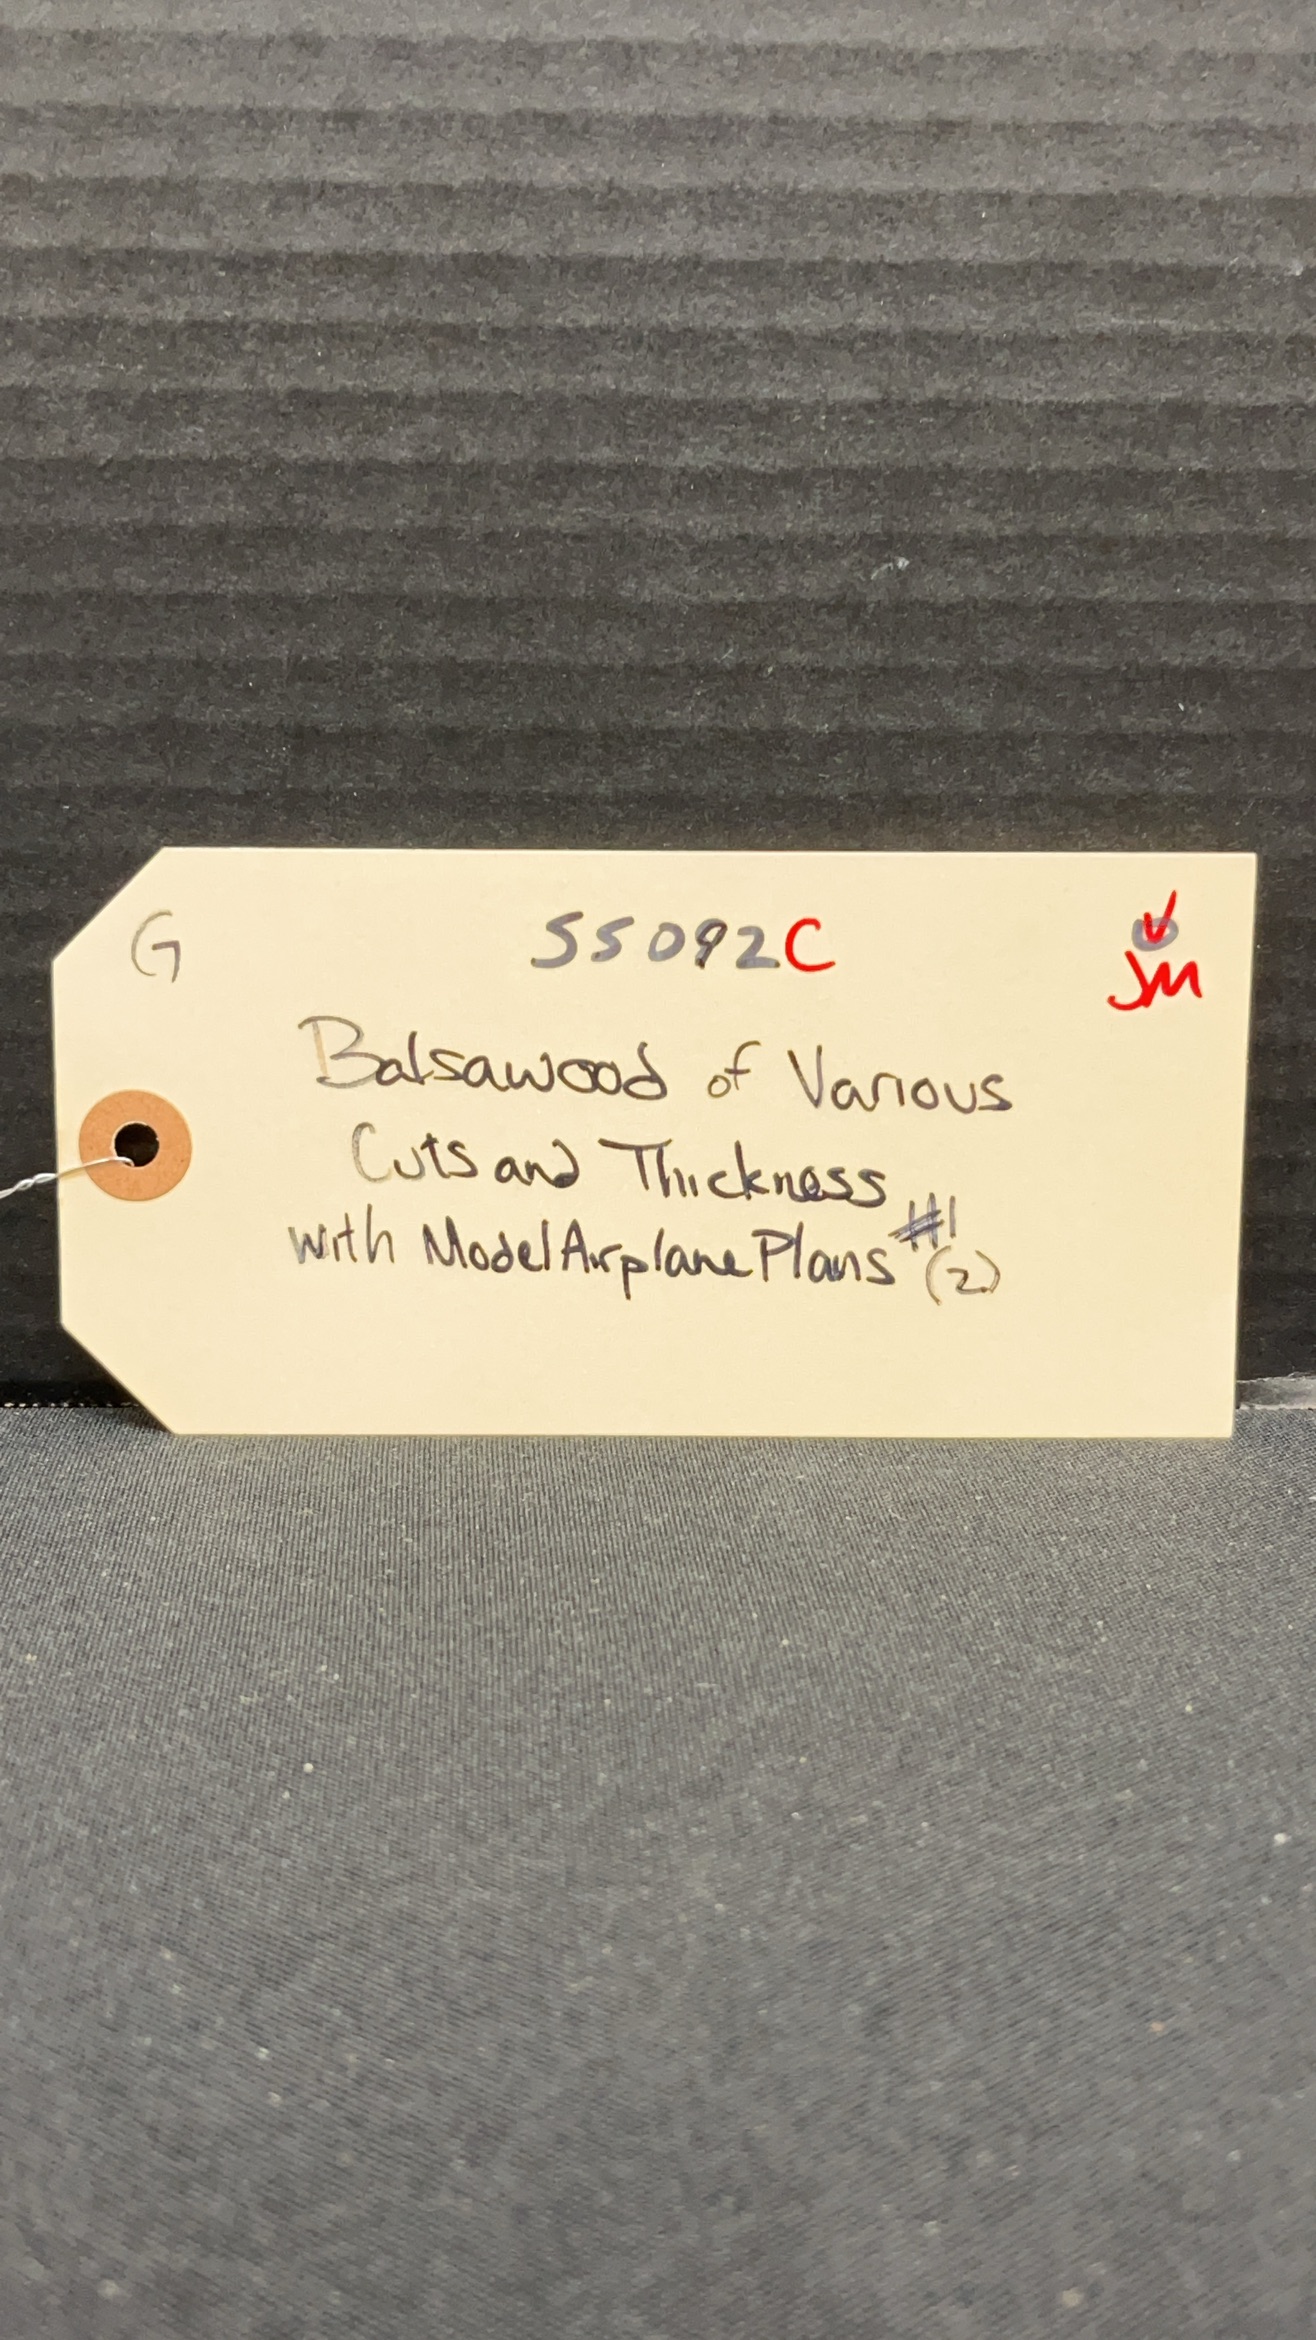 G 55092C
JM
Balsawood of Various
Cuts and Thickness
with Model Airplane Plans #1
(2)